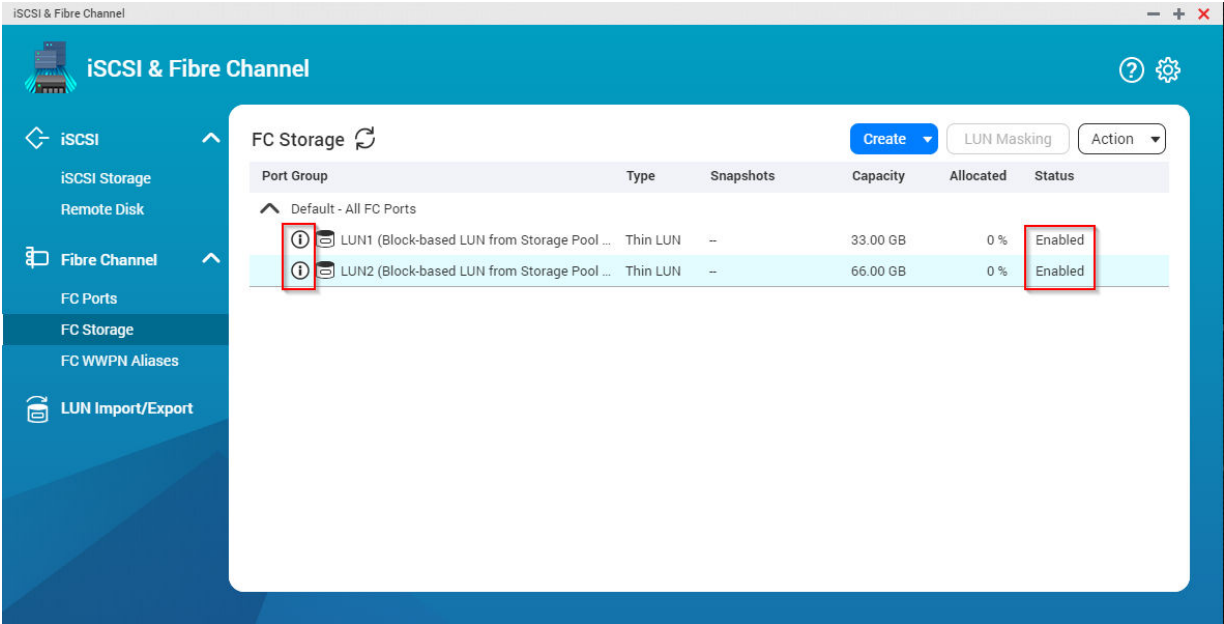 iSCSI & Fibre Channel
iSCSI & Fibre Channel
iSCSI
iSCSI Storage
Remote Disk
Fibre Channel
FC Ports
FC Storage
FC WWPN Aliases
LUN Import/Export
FC Storage
Create
LUN Masking
Action
Port Group Type Snapshots Capacity Allocated Status
Default - All FC Ports
LUN1 (Block-based LUN from Storage Pool ... Thin LUN -- 33.00 GB 0 % Enabled
LUN2 (Block-based LUN from Storage Pool ... Thin LUN -- 66.00 GB 0 % Enabled